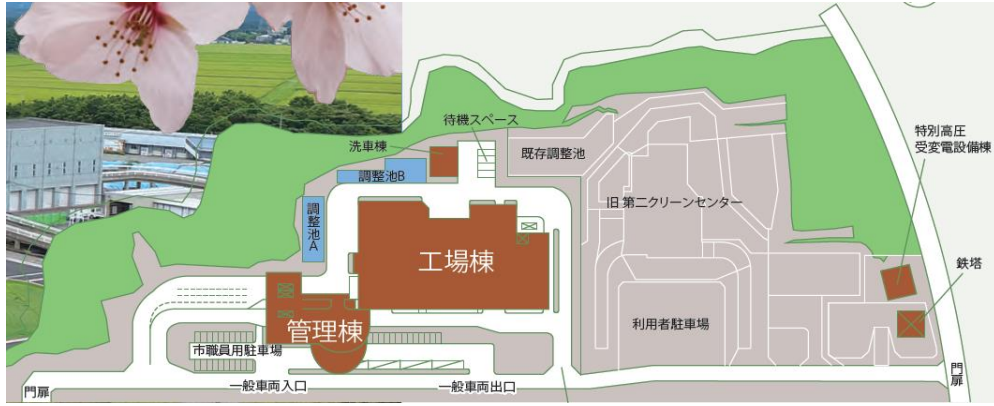 待機スペース
洗車棟
既存調整池
特別高圧
受変電設備棟
調整池B
調整池A
旧 第二クリーンセンター
工場棟
鉄塔
管理棟
利用者駐車場
市職員用駐車場
門扉
一般車両入口
一般車両出口
門扉